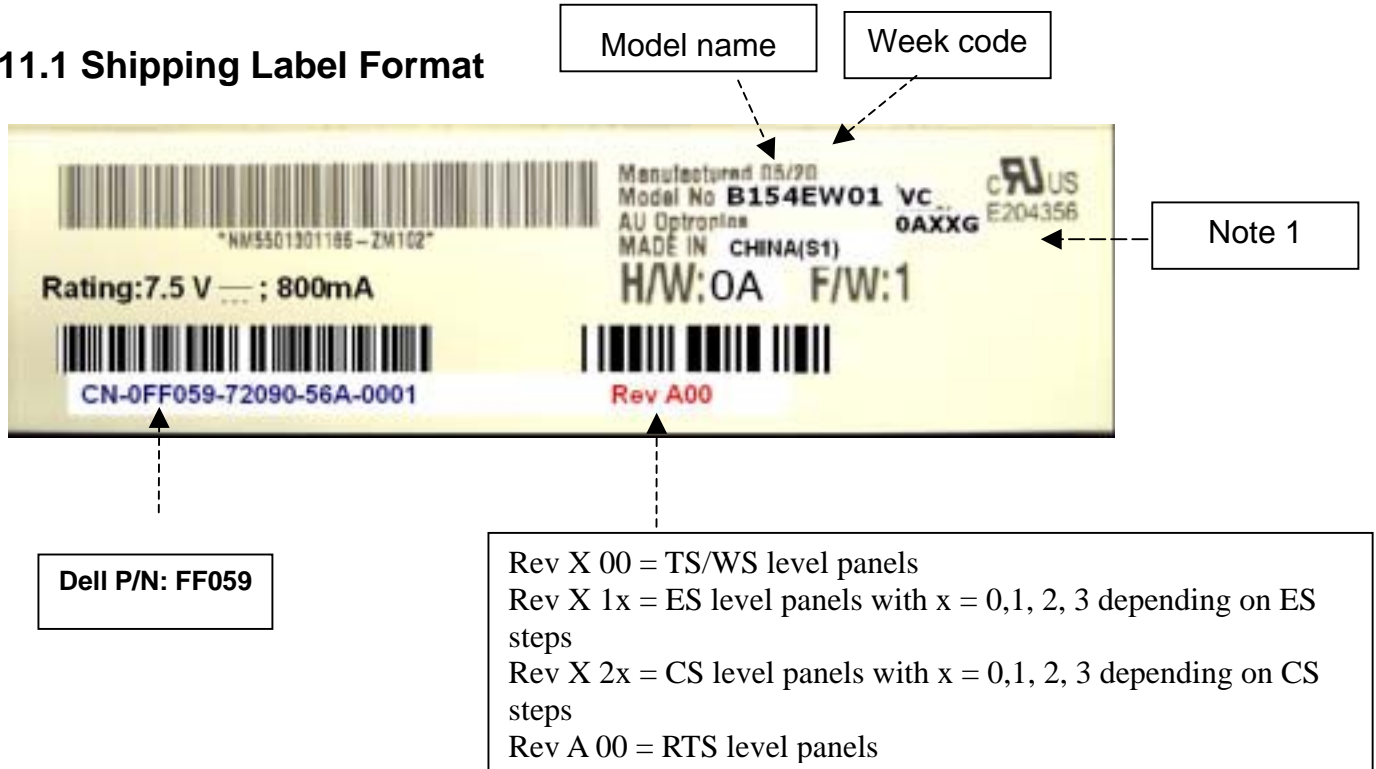 Model name
Week code
11.1 Shipping Label Format
Manufactured 05/20
Model No B154EW01 VC
AU Optronics 0AXXG
MADE IN CHINA(S1)
c US
E204356
Note 1
"NM5501301186-ZM102"
Rating:7.5 V ; 800mA
H/W:0A F/W:1
CN-0FF059-72090-56A-0001
Rev A00
Dell P/N: FF059
Rev X 00 = TS/WS level panels
Rev X 1x = ES level panels with x = 0,1, 2, 3 depending on ES
steps
Rev X 2x = CS level panels with x = 0,1, 2, 3 depending on CS
steps
Rev A 00 = RTS level panels